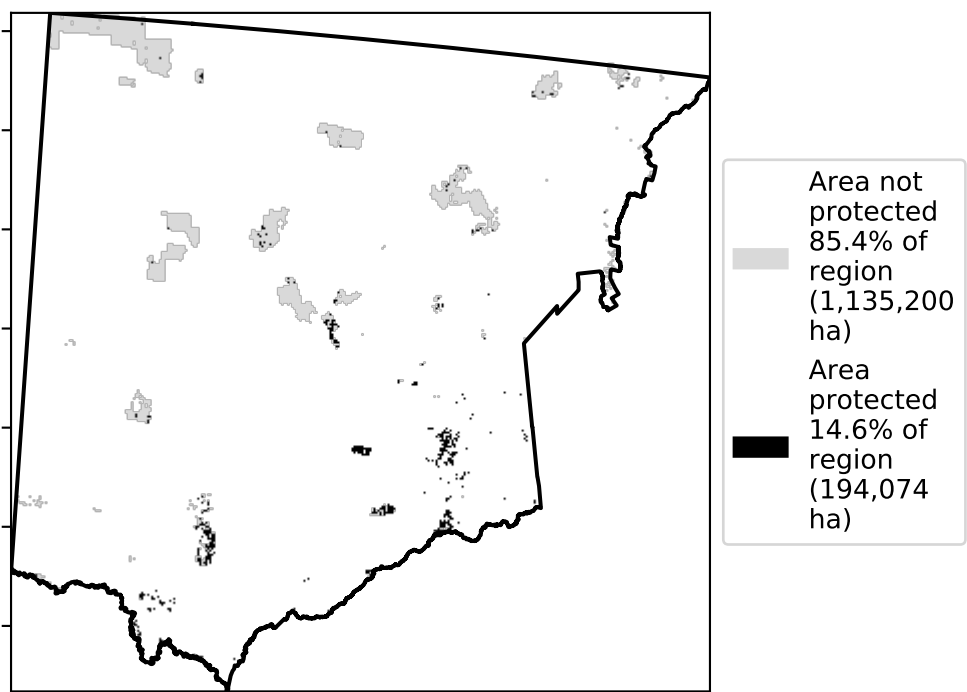 Area not
protected
85.4% of
region
(1,135,200
ha)
Area
protected
14.6% of
region
(194,074
ha)